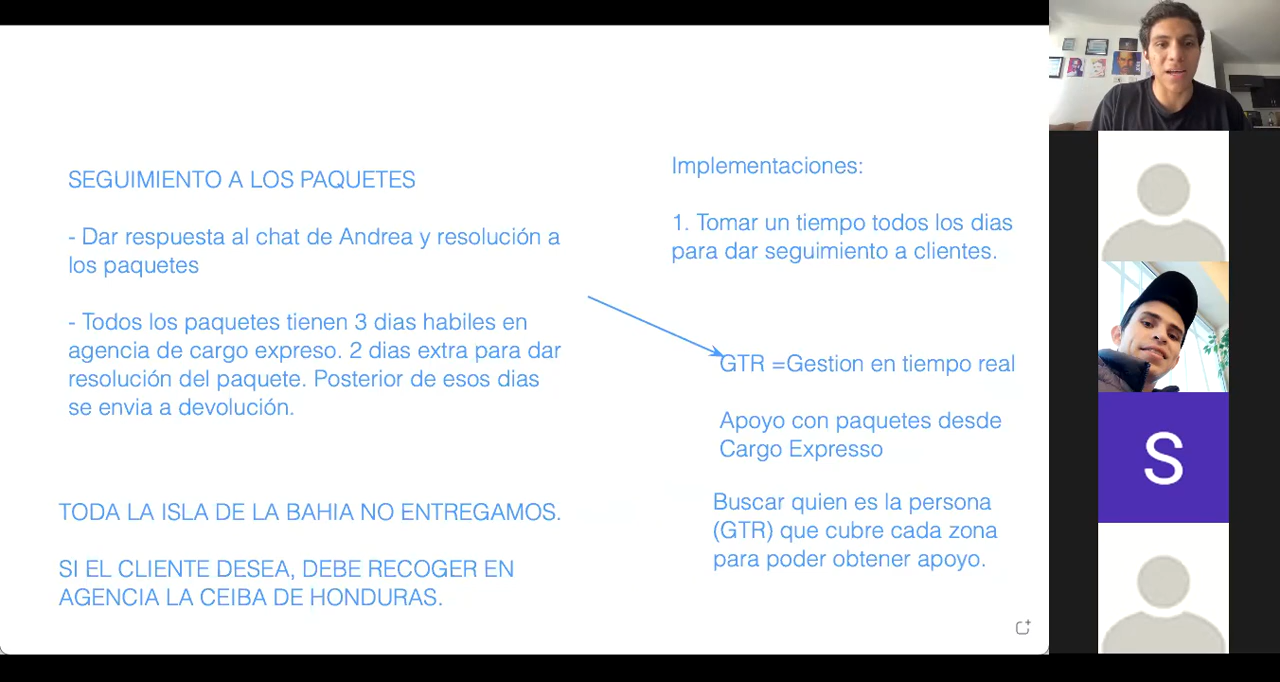 SEGUIMIENTO A LOS PAQUETES
- Dar respuesta al chat de Andrea y resolución a
los paquetes
- Todos los paquetes tienen 3 dias habiles en
agencia de cargo expreso. 2 dias extra para dar
resolución del paquete. Posterior de esos dias
se envia a devolución.
TODA LA ISLA DE LA BAHIA NO ENTREGAMOS.
SI EL CLIENTE DESEA, DEBE RECOGER EN
AGENCIA LA CEIBA DE HONDURAS.
Implementaciones:
1. Tomar un tiempo todos los dias
para dar seguimiento a clientes.
GTR =Gestion en tiempo real
Apoyo con paquetes desde
Cargo Expresso
Buscar quien es la persona
(GTR) que cubre cada zona
para poder obtener apoyo.
S